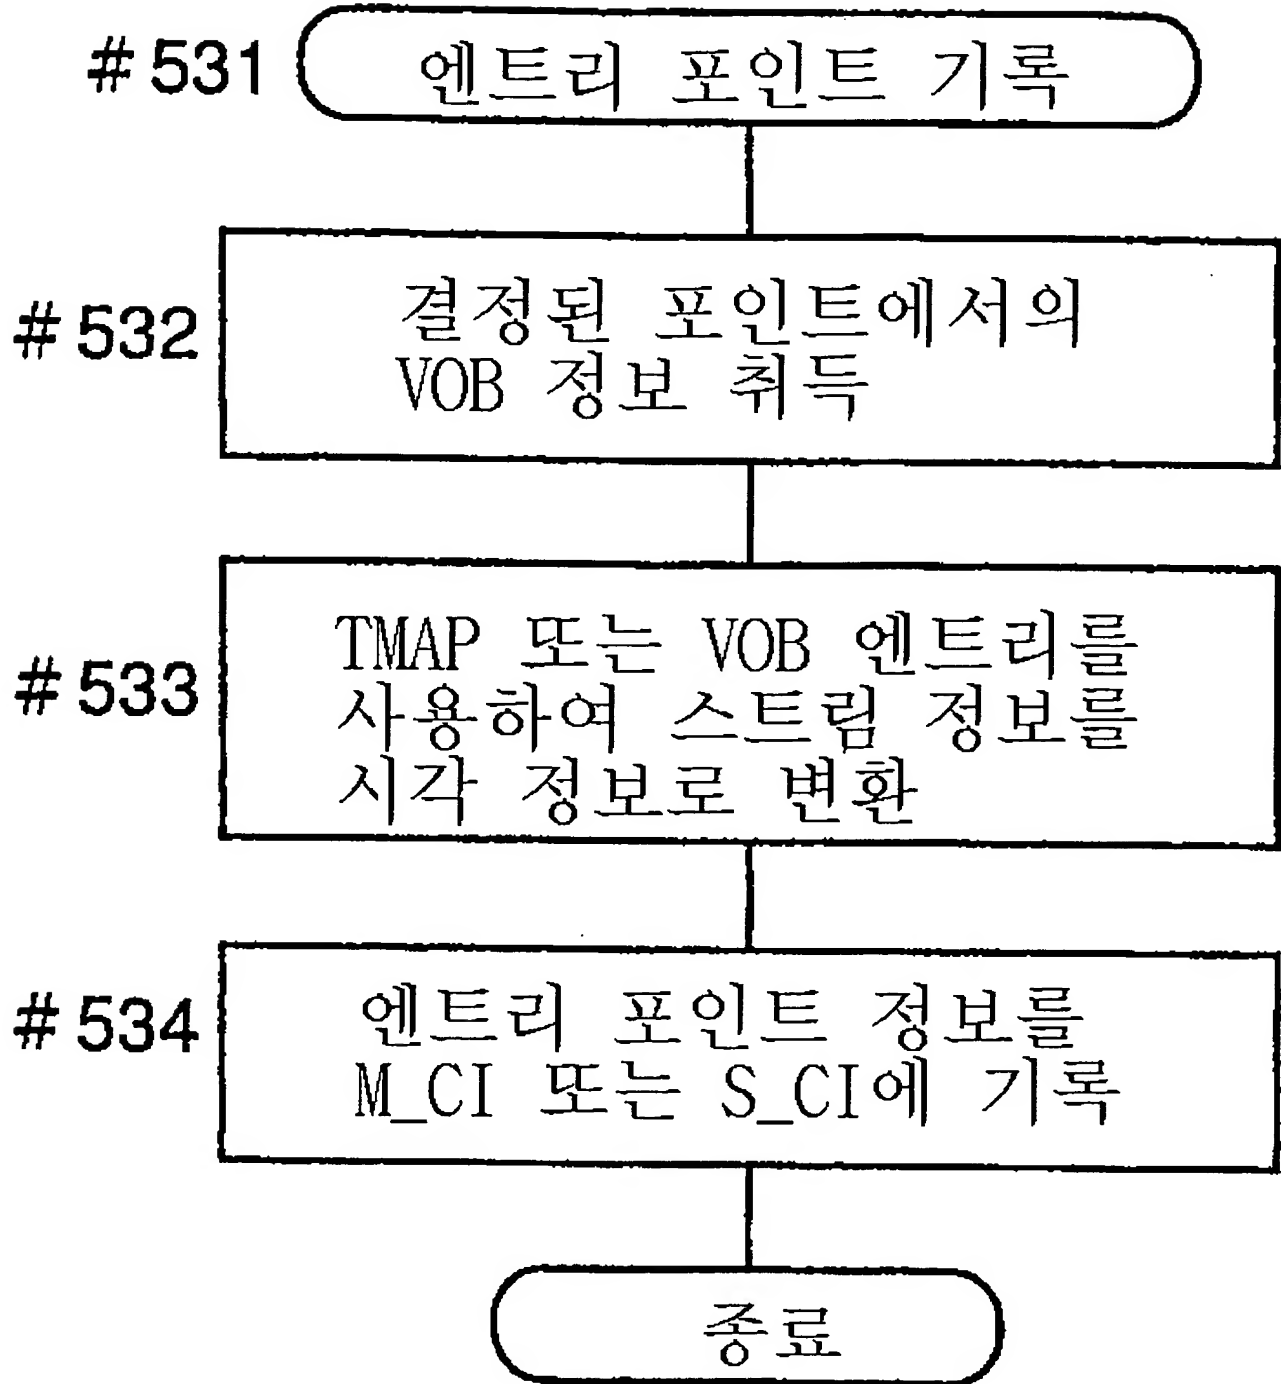 #531 엔트리 포인트 기록
#532
결정된 포인트에서의
VOB 정보 취득
#533
TMAP 또는 VOB 엔트리를
사용하여 스트림 정보를
시각 정보로 변환
#534
엔트리 포인트 정보를
M_CI 또는 S_CI에 기록
종료